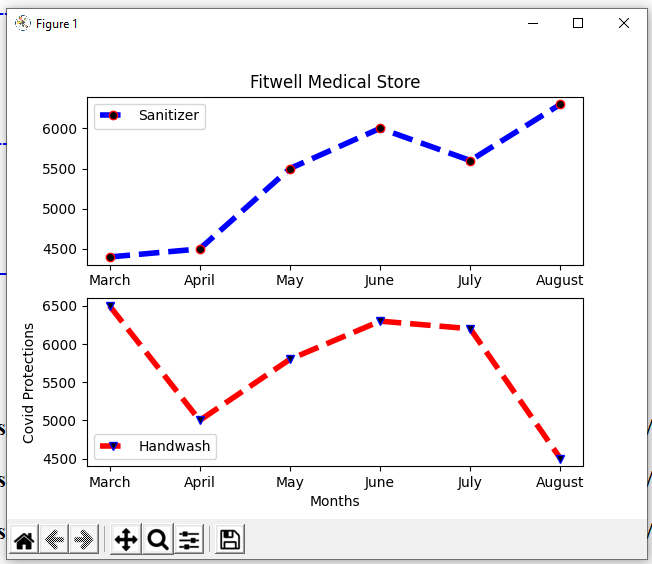 Figure 1
Fitwell Medical Store
Sanitizer
6000
5500
5000
4500
March April May June July August
6500
6000
5500
5000
4500
Covid Protections
Handwash
March April May June July August
Months